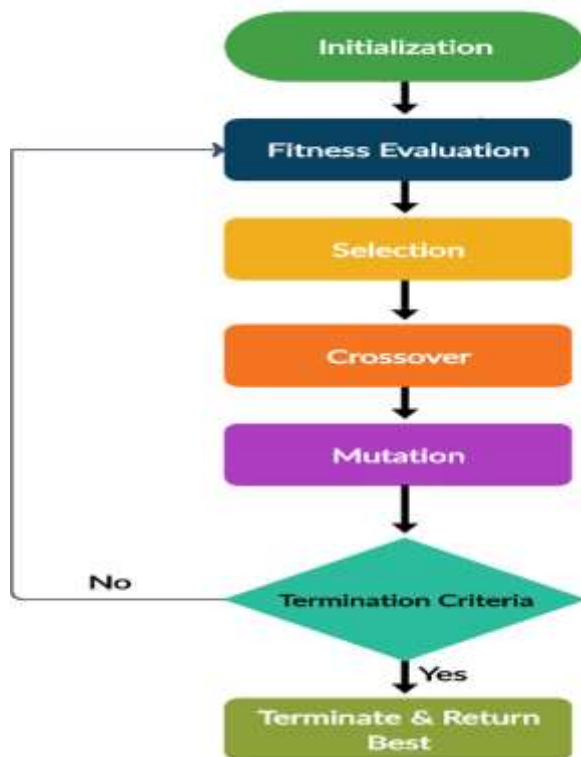 Initialization
Fitness Evaluation
Selection
Crossover
Mutation
Termination Criteria
No
Yes
Terminate & Return
Best